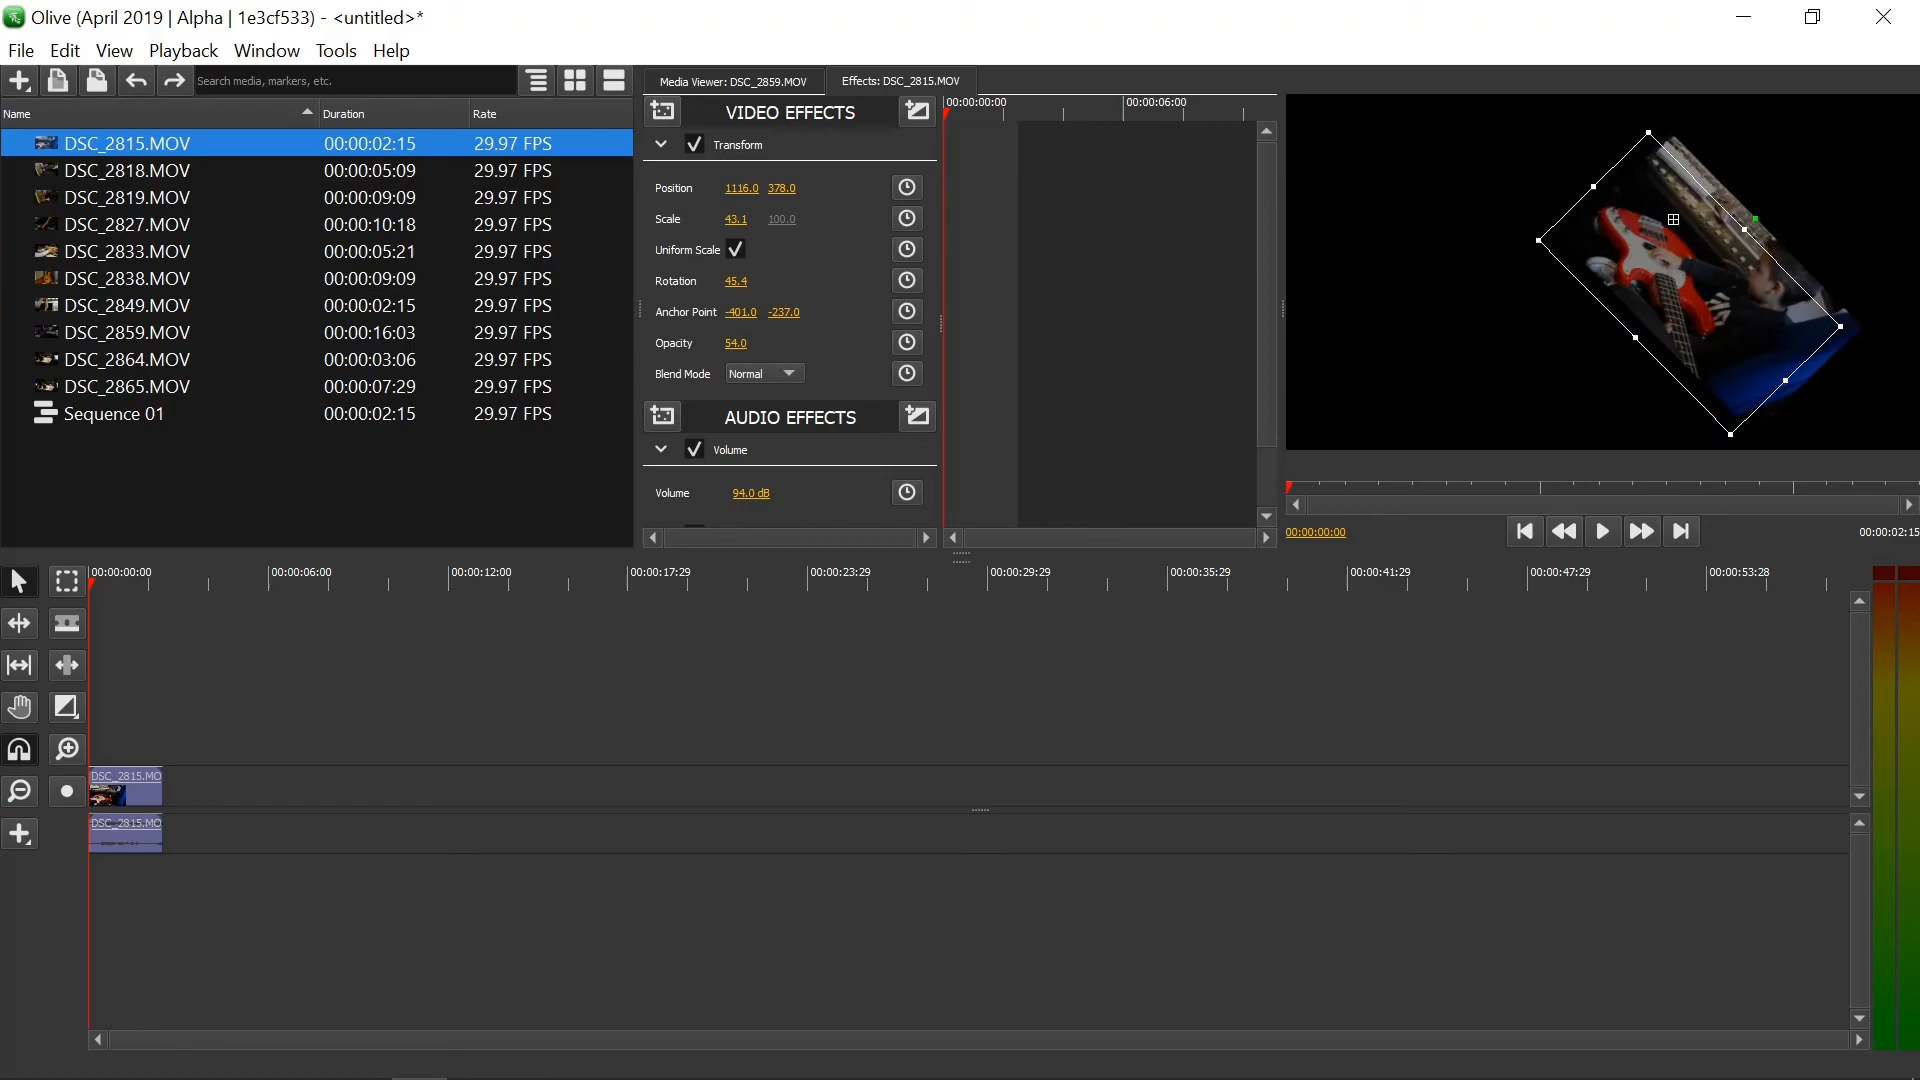 Olive (April 2019 | Alpha | 1e3cf533) - <untitled>*
File Edit View Playback Window Tools Help
Search media, markers, etc.
Media Viewer: DSC_2859.MOV Effects: DSC_2815.MOV
Name Duration Rate
DSC_2815.MOV 00:00:02:15 29.97 FPS
DSC_2818.MOV 00:00:05:09 29.97 FPS
DSC_2819.MOV 00:00:09:09 29.97 FPS
DSC_2827.MOV 00:00:10:18 29.97 FPS
DSC_2833.MOV 00:00:05:21 29.97 FPS
DSC_2838.MOV 00:00:09:09 29.97 FPS
DSC_2849.MOV 00:00:02:15 29.97 FPS
DSC_2859.MOV 00:00:16:03 29.97 FPS
DSC_2864.MOV 00:00:03:06 29.97 FPS
DSC_2865.MOV 00:00:07:29 29.97 FPS
Sequence 01 00:00:02:15 29.97 FPS
VIDEO EFFECTS
00:00:00:00 00:00:06:00
Transform
Position 1116.0 378.0
Scale 43.1 100.0
Uniform Scale
Rotation 45.4
Anchor Point -401.0 -237.0
Opacity 54.0
Blend Mode Normal
AUDIO EFFECTS
Volume
Volume 94.0 dB
00:00:00:00 00:00:02:15
00:00:00:00 00:00:06:00 00:00:12:00 00:00:17:29 00:00:23:29 00:00:29:29 00:00:35:29 00:00:41:29 00:00:47:29 00:00:53:28
DSC_2815.MO
DSC_2815.MO